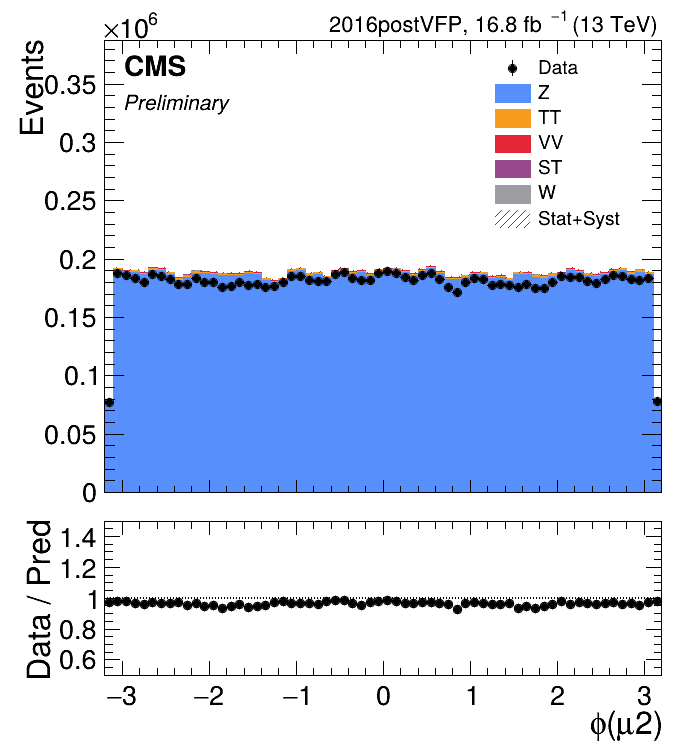 ×10⁶
2016postVFP, 16.8 fb ⁻¹ (13 TeV)
CMS
Preliminary
Events
Data
Z
TT
VV
ST
W
Stat+Syst
0.35
0.3
0.25
0.2
0.15
0.1
0.05
0
Data / Pred
1.4
1.2
1
0.8
0.6
−3 −2 −1 0 1 2 3
ϕ(μ2)